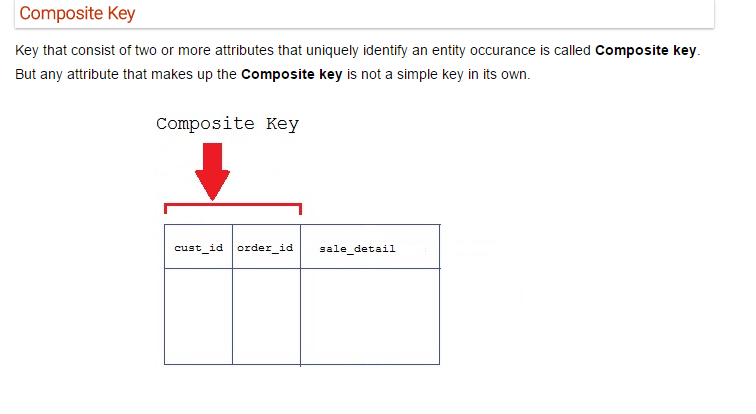 Composite Key
Key that consist of two or more attributes that uniquely identify an entity occurance is called Composite key.
But any attribute that makes up the Composite key is not a simple key in its own.
Composite Key
cust_id order_id sale_detail